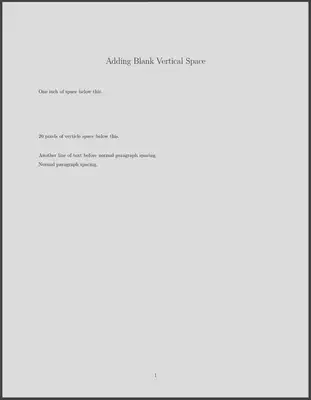 Adding Blank Vertical Space
One inch of space below this.
20 pixels of verticle space below this.
Another line of text before normal paragraph spacing.
Normal paragraph spacing.
1